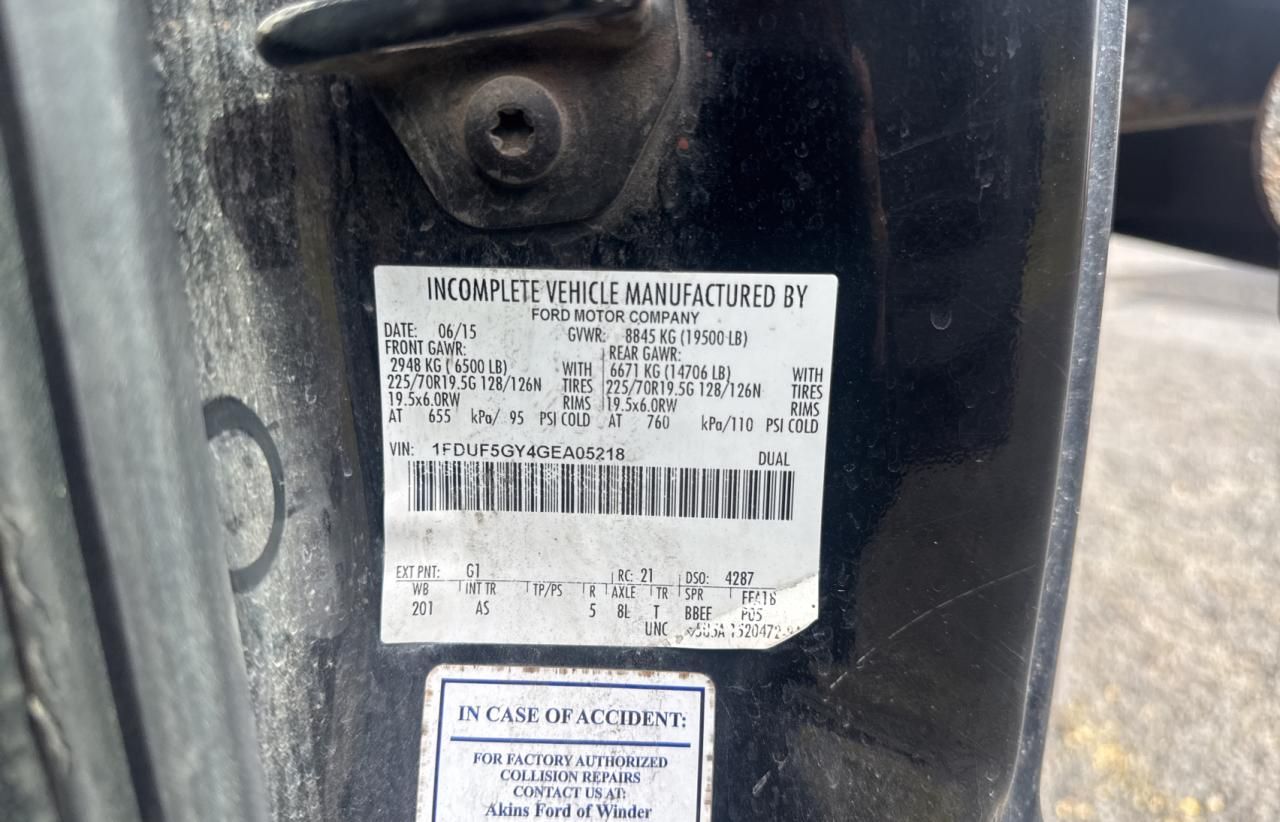 INCOMPLETE VEHICLE MANUFACTURED BY
FORD MOTOR COMPANY
DATE: 06/15 GVWR: 8845 KG (19500 LB)
FRONT GAWR: REAR GAWR:
2948 KG ( 6500 LB) WITH 6671 KG (14706 LB) WITH
225/70R19.5G 128/126N TIRES 225/70R19.5G 128/126N TIRES
19.5x6.0RW RIMS 19.5x6.0RW RIMS
AT 655 kPa/ 95 PSI COLD AT 760 kPa/110 PSI COLD
VIN: 1FDUF5GY4GEA05218 DUAL
EXT PNT: G1 RC: 21 DSO: 4287
WB INT TR TP/PS R AXLE TR SPR
201 AS 5 8L T BBEF P05
UNC
IN CASE OF ACCIDENT:
FOR FACTORY AUTHORIZED
COLLISION REPAIRS
CONTACT US AT:
Akins Ford of Winder